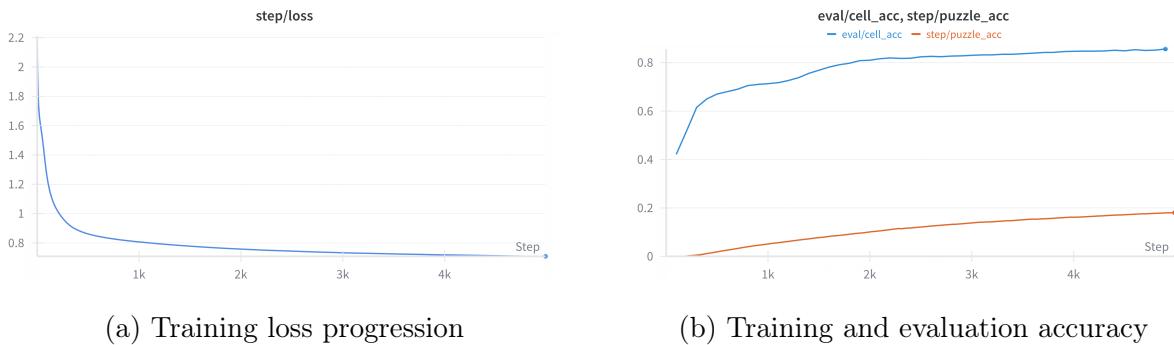 step/loss
2.2
2
1.8
1.6
1.4
1.2
1
0.8
Step
1k
2k
3k
4k
(a) Training loss progression
eval/cell_acc, step/puzzle_acc
eval/cell_acc step/puzzle_acc
0.8
0.6
0.4
0.2
0
Step
1k
2k
3k
4k
(b) Training and evaluation accuracy